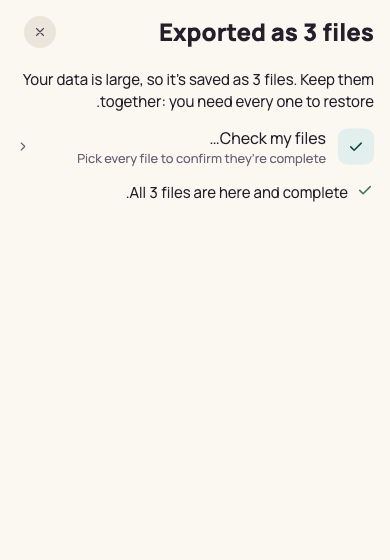 Exported as 3 files
Your data is large, so it's saved as 3 files. Keep them
together: you need every one to restore.
Check my files…
Pick every file to confirm they're complete
All 3 files are here and complete.